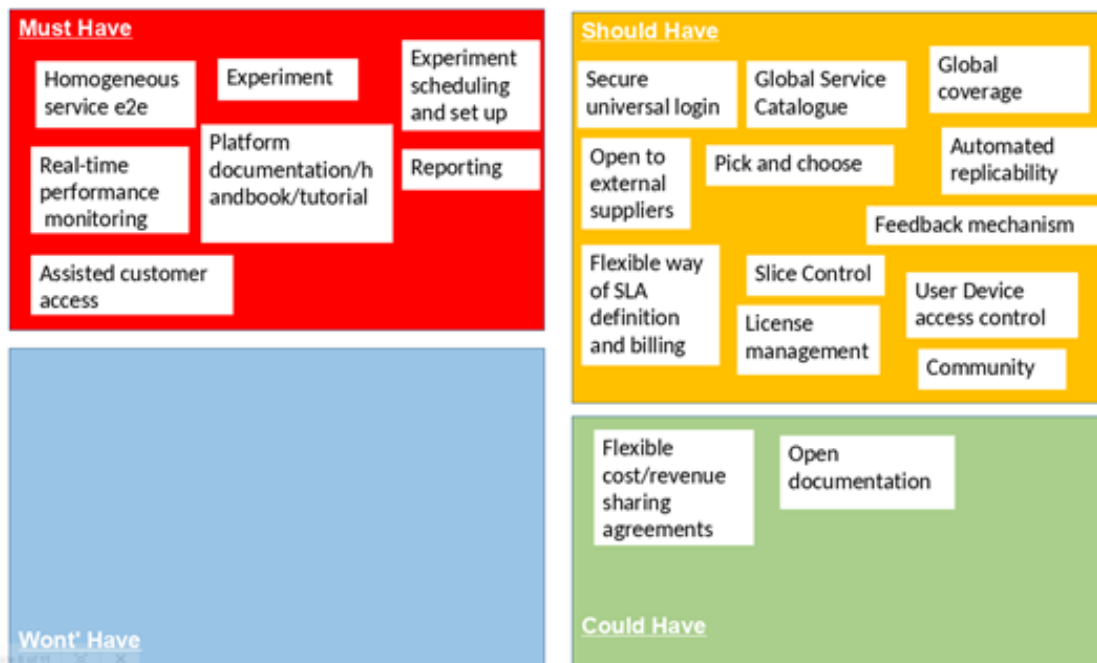 Must Have
Homogeneous
service e2e
Experiment
Experiment
scheduling
and set up
Real-time
performance
monitoring
Platform
documentation/h
andbook/tutorial
Reporting
Assisted customer
access
Should Have
Secure
universal login
Global Service
Catalogue
Global
coverage
Open to
external
suppliers
Pick and choose
Automated
replicability
Feedback mechanism
Flexible way
of SLA
definition
and billing
Slice Control
License
management
User Device
access control
Community
Wont' Have
Flexible
cost/revenue
sharing
agreements
Open
documentation
Could Have